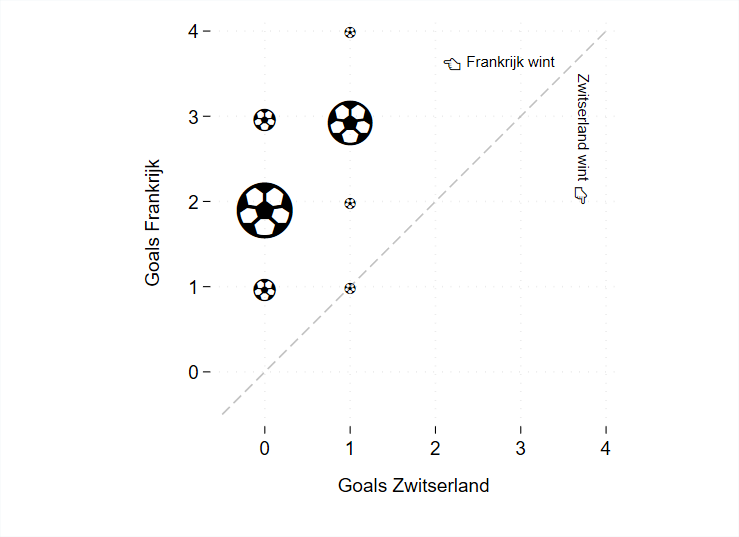 4
☜ Frankrijk wint
Zwitserland wint ☞
3
2
1
0
Goals Frankrijk
0 1 2 3 4
Goals Zwitserland